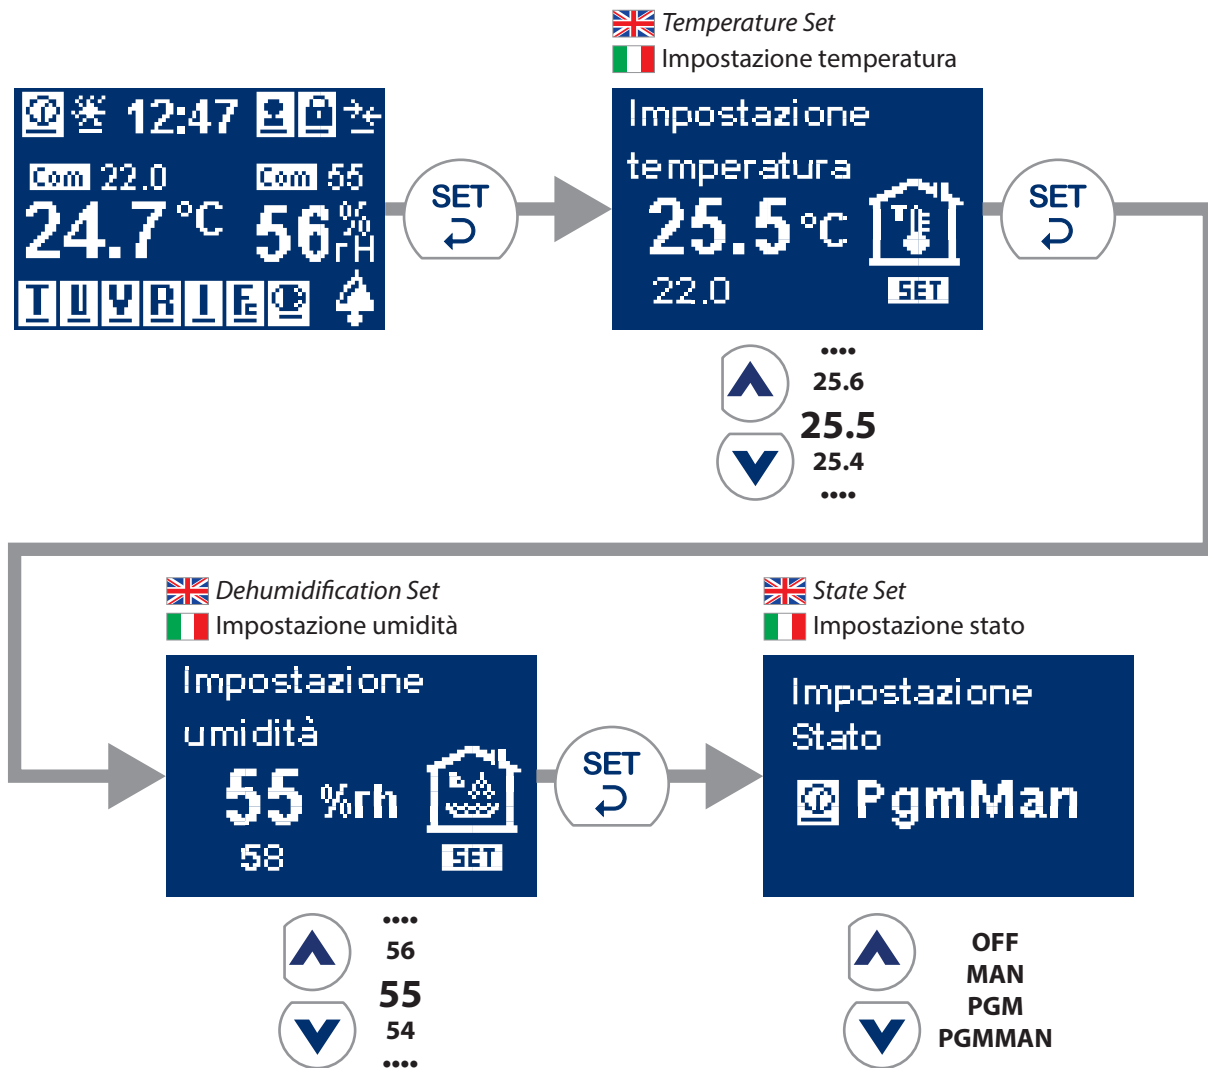 Temperature Set
Impostazione temperatura
12:47
Com 22.0 Com 55
24.7 °C 56 % rH
T U V R I Fc
SET
Impostazione
temperatura
25.5 °C
22.0 SET
SET
••••
25.6
25.5
25.4
••••
Dehumidification Set
Impostazione umidità
Impostazione
umidità
55 %rh
58 SET
SET
••••
56
55
54
••••
State Set
Impostazione stato
Impostazione
Stato
PgmMan
OFF
MAN
PGM
PGMMAN